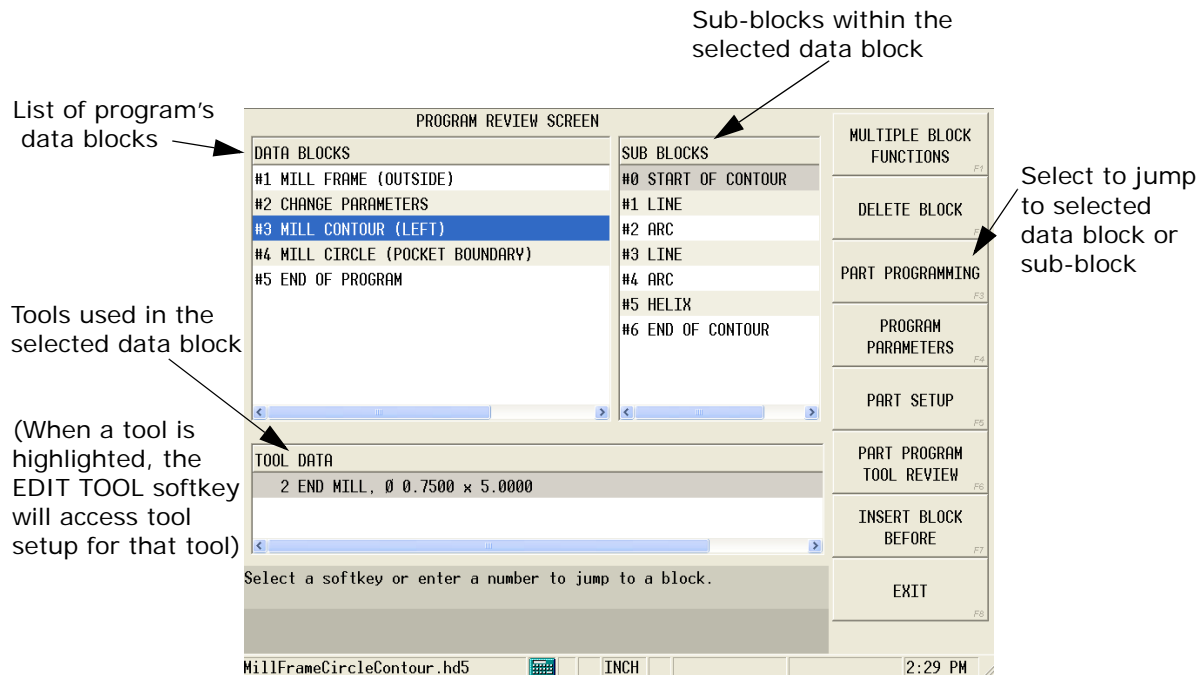 Sub-blocks within the
selected data block
List of program's
data blocks
PROGRAM REVIEW SCREEN
DATA BLOCKS
#1 MILL FRAME (OUTSIDE)
#2 CHANGE PARAMETERS
#3 MILL CONTOUR (LEFT)
#4 MILL CIRCLE (POCKET BOUNDARY)
#5 END OF PROGRAM
SUB BLOCKS
#0 START OF CONTOUR
#1 LINE
#2 ARC
#3 LINE
#4 ARC
#5 HELIX
#6 END OF CONTOUR
MULTIPLE BLOCK
FUNCTIONS
F1
DELETE BLOCK
PART PROGRAMMING
F3
PROGRAM
PARAMETERS
F4
PART SETUP
F5
PART PROGRAM
TOOL REVIEW
F6
INSERT BLOCK
BEFORE
F7
EXIT
F8
Select to jump
to selected
data block or
sub-block
Tools used in the
selected data block
(When a tool is
highlighted, the
EDIT TOOL softkey
will access tool
setup for that tool)
TOOL DATA
2 END MILL, Ø 0.7500 x 5.0000
Select a softkey or enter a number to jump to a block.
MillFrameCircleContour.hd5
INCH
2:29 PM